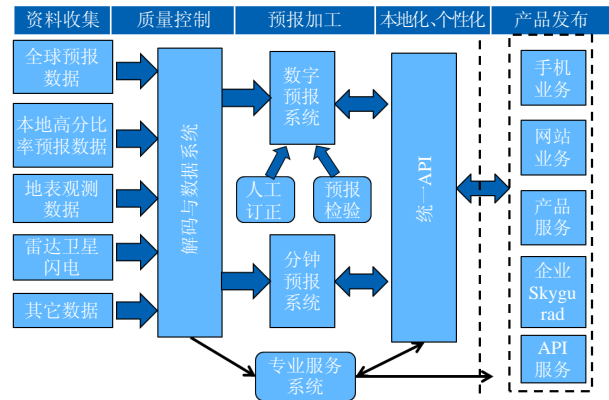 资料收集
质量控制
预报加工
本地化、个性化
产品发布
全球预报
数据
本地高分比
率预报数据
地表观测
数据
雷达卫星
闪电
其它数据
解码与数据系统
数字
预报
系统
人工
订正
预报
检验
分钟
预报
系统
专业服务
系统
统一API
手机
业务
网站
业务
产品
服务
企业
Skygu
rad
API
服务